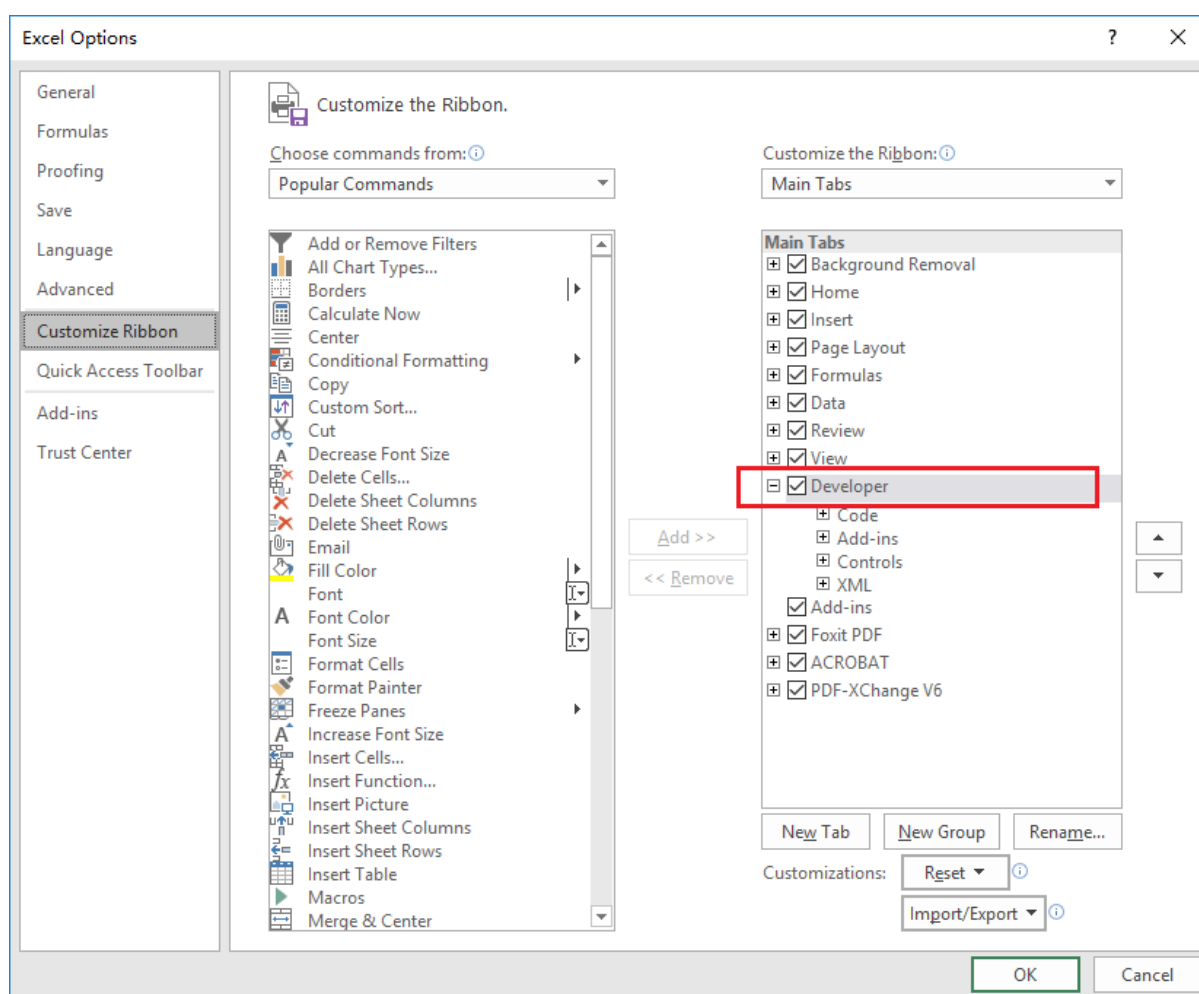 Excel Options
?
General
Formulas
Proofing
Save
Language
Advanced
Customize Ribbon
Quick Access Toolbar
Add-ins
Trust Center
Customize the Ribbon.
Choose commands from:
Popular Commands
Add or Remove Filters
All Chart Types...
Borders
Calculate Now
Center
Conditional Formatting
Copy
Custom Sort...
Cut
Decrease Font Size
Delete Cells...
Delete Sheet Columns
Delete Sheet Rows
Email
Fill Color
Font
Font Color
Font Size
Format Cells
Format Painter
Freeze Panes
Increase Font Size
Insert Cells...
Insert Function...
Insert Picture
Insert Sheet Columns
Insert Sheet Rows
Insert Table
Macros
Merge & Center
Add >>
<< Remove
Customize the Ribbon:
Main Tabs
Main Tabs
Background Removal
Home
Insert
Page Layout
Formulas
Data
Review
View
Developer
Code
Add-ins
Controls
XML
Add-ins
Foxit PDF
ACROBAT
PDF-XChange V6
New Tab
New Group
Rename...
Customizations:
Reset
Import/Export
OK
Cancel